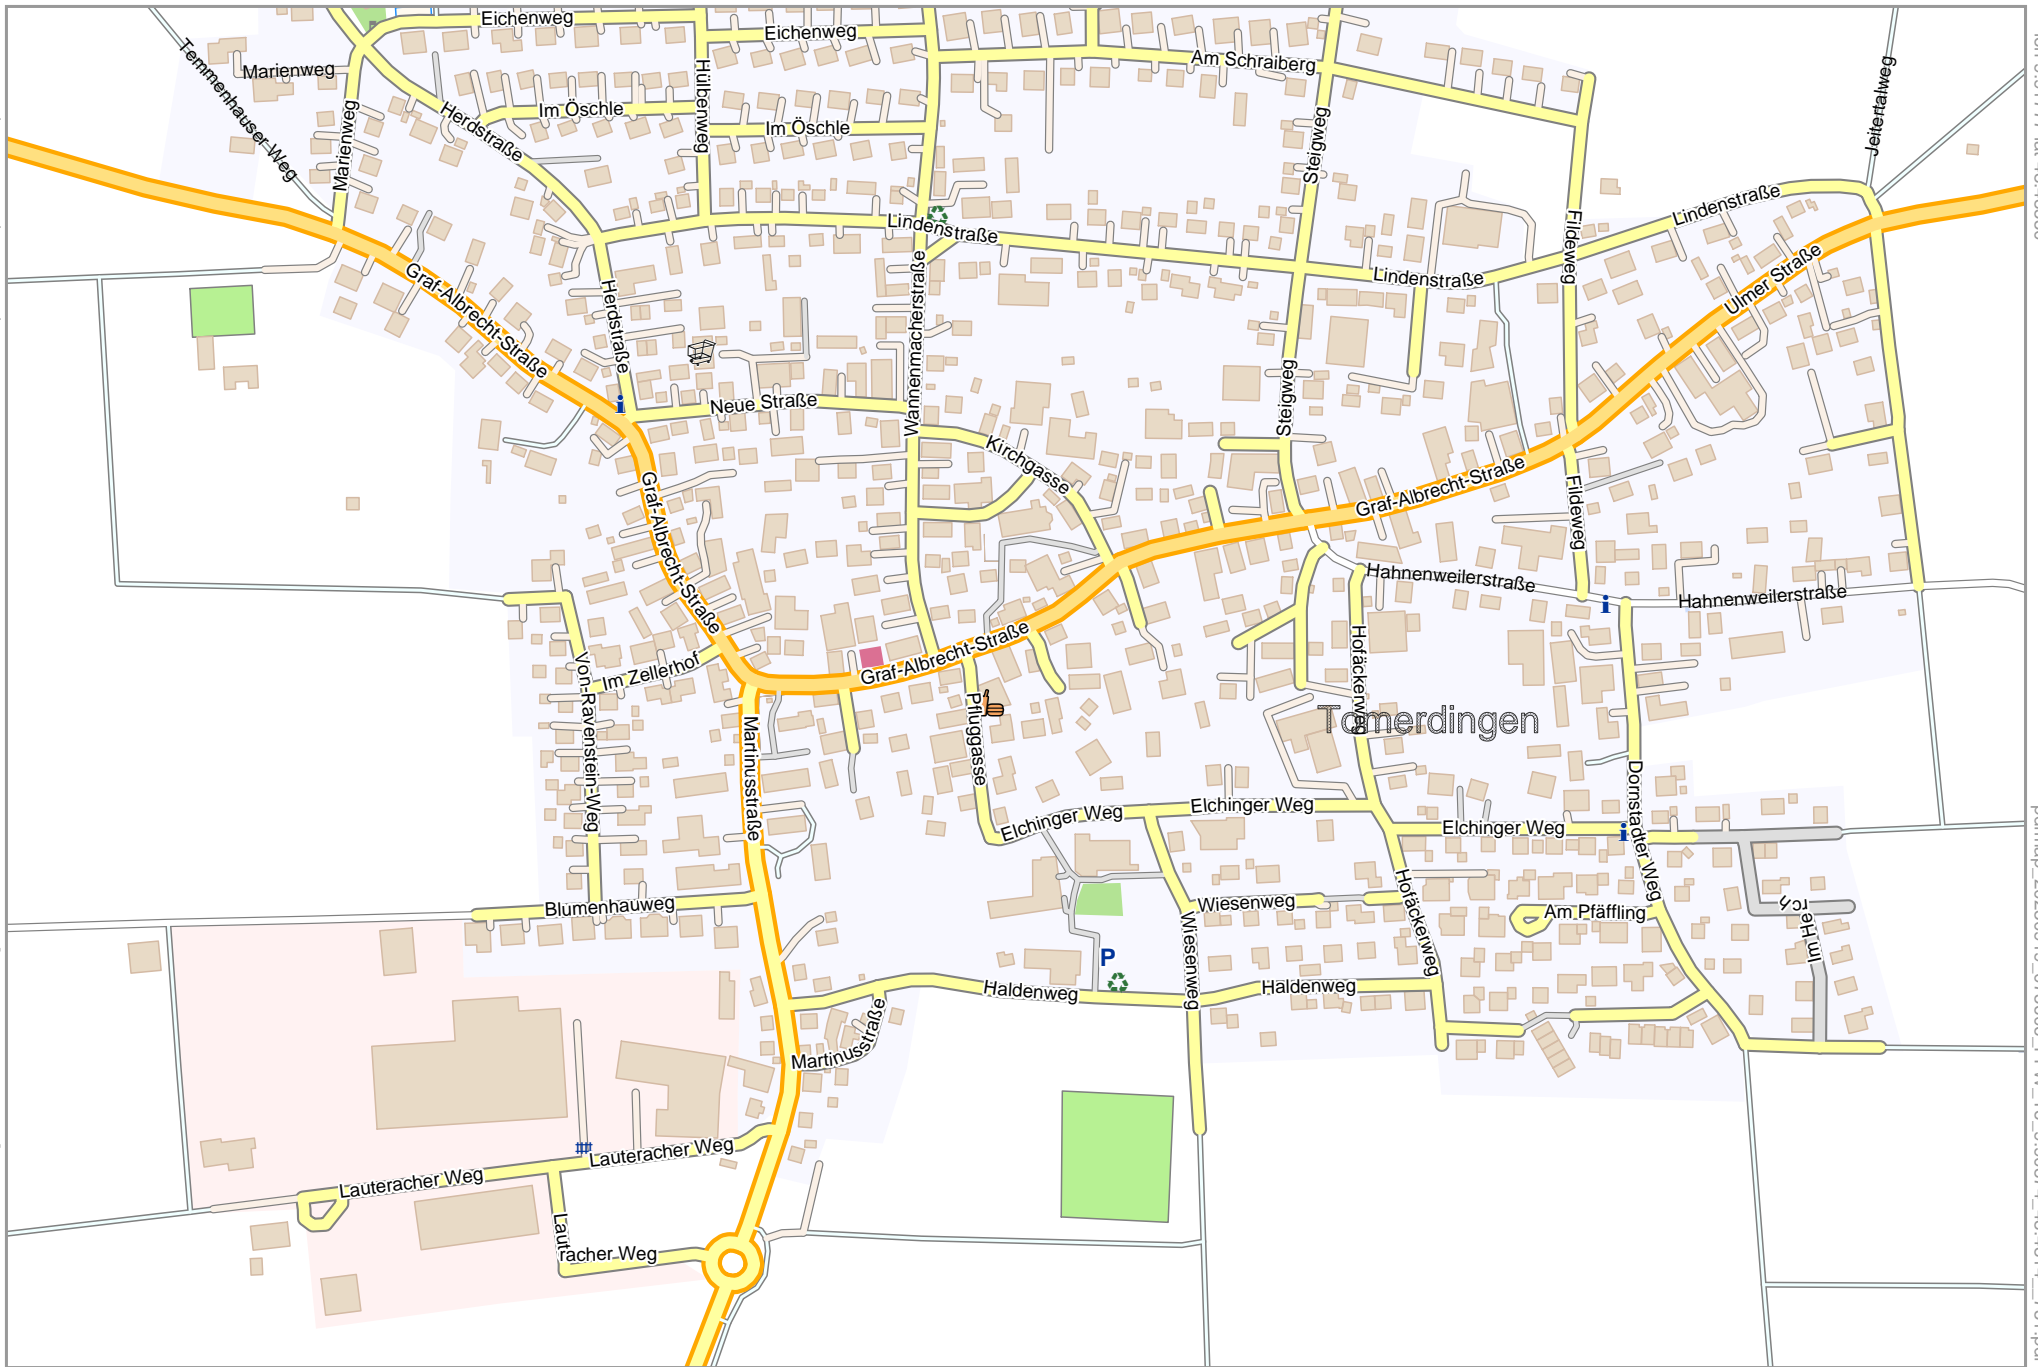 Eichenweg
Eichenweg
Marienweg
Temmenhauser Weg
Am Schraiberg
Jeitertalweg
Hülbenweg
Im Öschle
Im Öschle
Herdstraße
Marienweg
Steigweg
Lindenstraße
Lindenstraße
Lindenstraße
Fildeweg
Ulmer Straße
Graf-Albrecht-Straße
Herdstraße
Wannenmacherstraße
Neue Straße
Steigweg
Kirchgasse
Graf-Albrecht-Straße
Graf-Albrecht-Straße
Fildeweg
Hahnenweilerstraße
Hahnenweilerstraße
Graf-Albrecht-Straße
Im Zellerhof
Von-Ravenstein-Weg
Hofäckerweg
Tomerdingen
Pfluggasse
Martinusstraße
Elchinger Weg
Elchinger Weg
Elchinger Weg
Dornstadter Weg
Blumenhauweg
Wiesenweg
Hofäckerweg
Am Pfäffling
Im Lerch
Wiesenweg
P
Haldenweg
Haldenweg
Martinusstraße
Lauteracher Weg
Lauteracher Weg
Lauteracher Weg